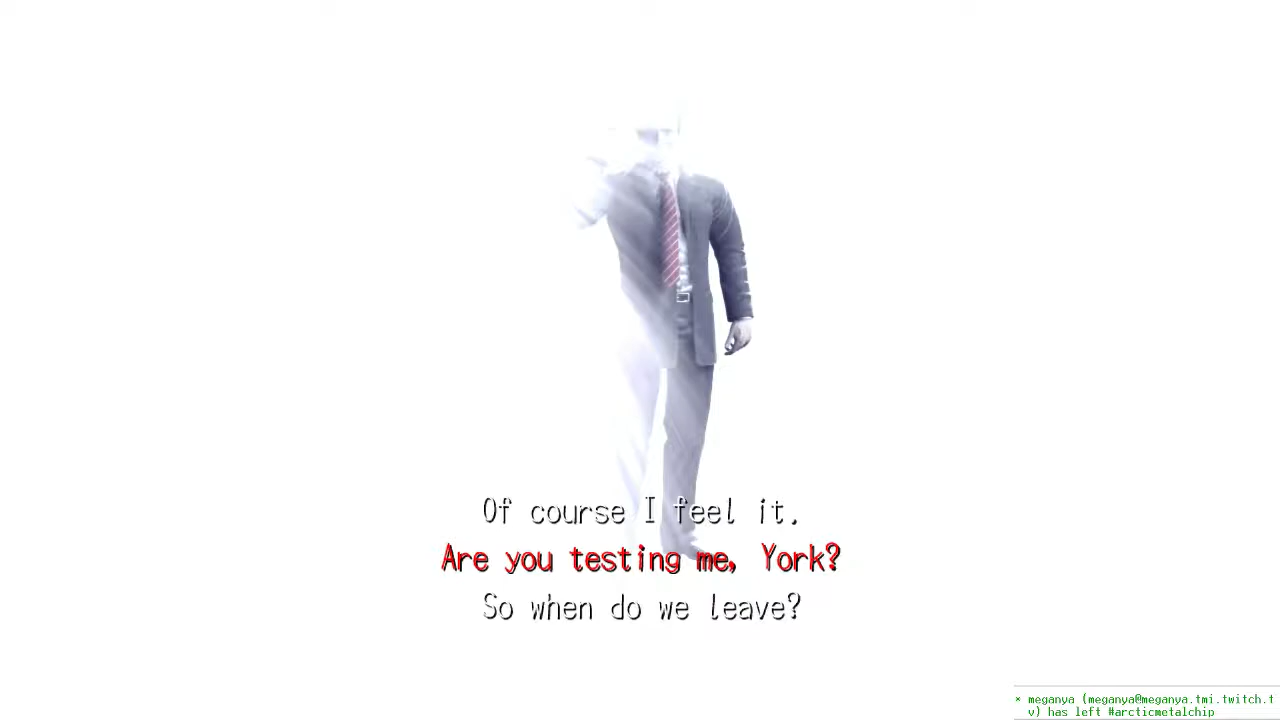 Of course I feel it.
Are you testing me, York?
So when do we leave?
* meganya (meganya@meganya.tmi.twitch.t
v) has left #arcticmetalchip